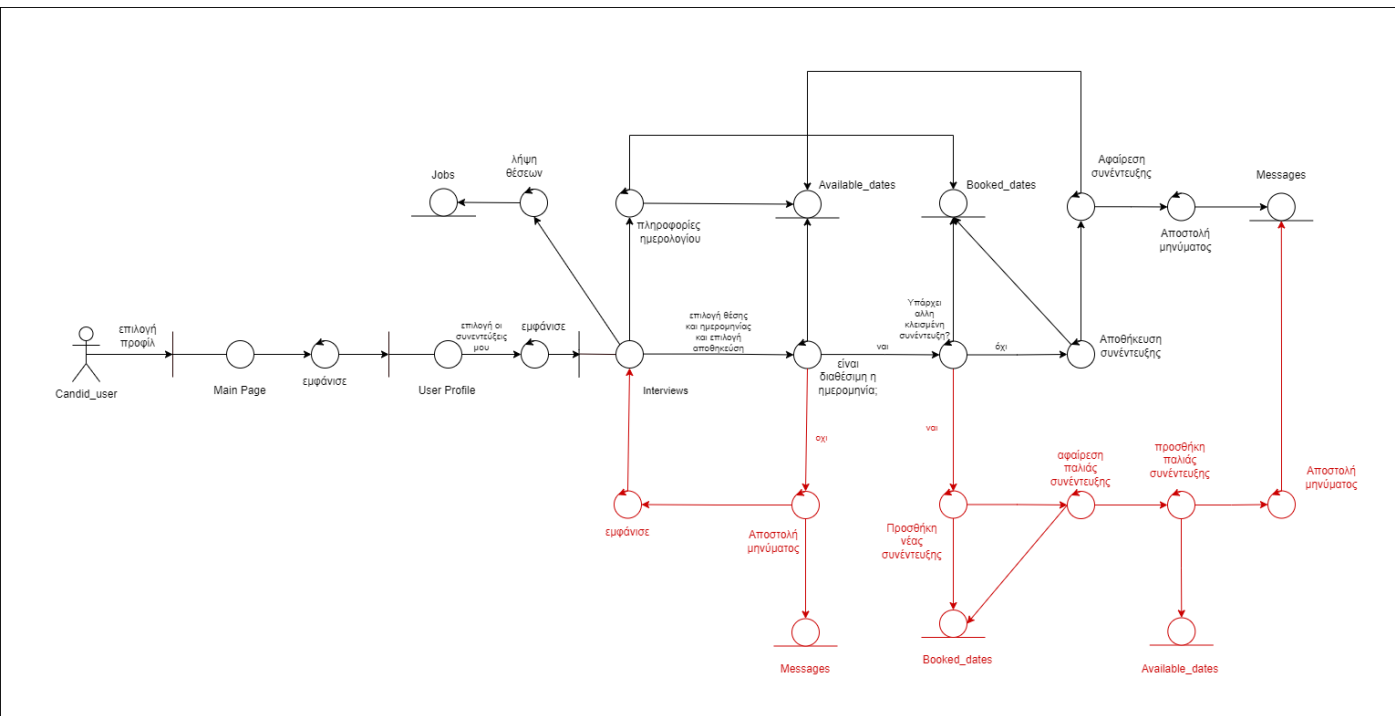 λήψη
θέσεων
Jobs
Available_dates
Booked_dates
Αφαίρεση
συνέντευξης
Messages
πληροφορίες
ημερολογίου
Αποστολή
μηνύματος
επιλογή
προφίλ
Candid_user
Main Page
εμφάνισε
επιλογή οι
συνεντεύξεις
μου
User Profile
εμφάνισε
Interviews
επιλογή θέσης
και ημερομηνίας
και επιλογή
αποθηκεύση
ναι
είναι
διαθέσιμη η
ημερομηνία;
Υπάρχει
αλλη
κλεισμένη
συνέντευξη?
όχι
Αποθήκευση
συνέντευξης
οχι
ναι
εμφάνισε
Αποστολή
μηνύματος
Προσθήκη
νέας
συνέντευξης
αφαίρεση
παλιάς
συνέντευξης
προσθήκη
παλιάς
συνέντευξης
Αποστολή
μηνύματος
Messages
Booked_dates
Available_dates